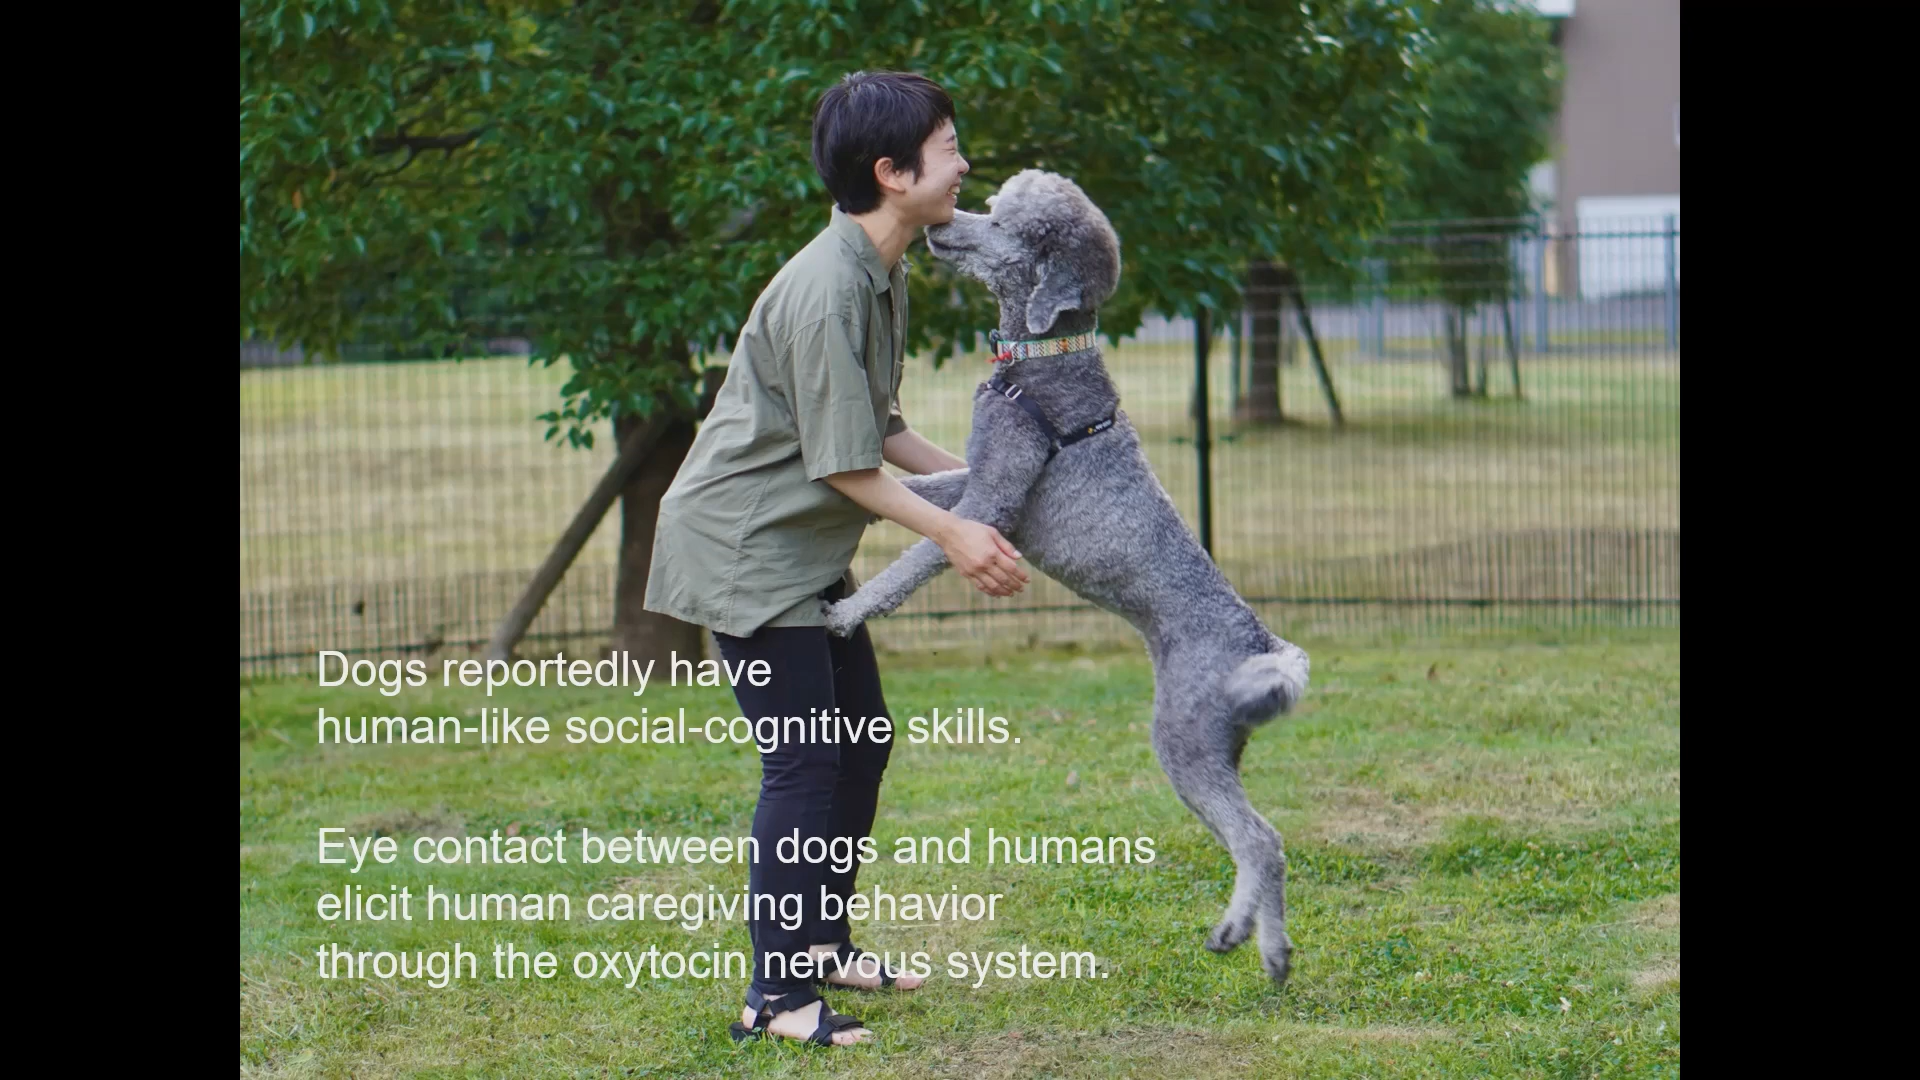 Dogs reportedly have
human-like social-cognitive skills.
Eye contact between dogs and humans
elicit human caregiving behavior
through the oxytocin nervous system.